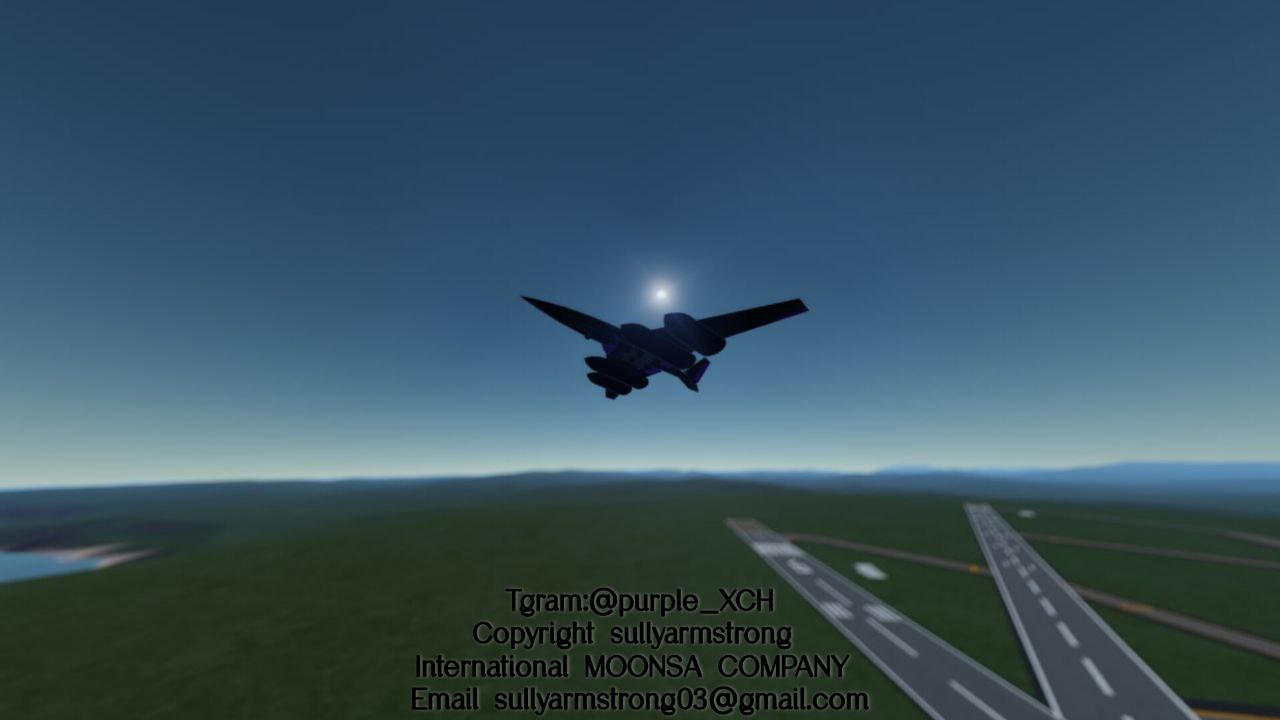 Tgram:@purple_XCH
Copyright sullyarmstrong
International MOONSA COMPANY
Email sullyarmstrong03@gmail.com